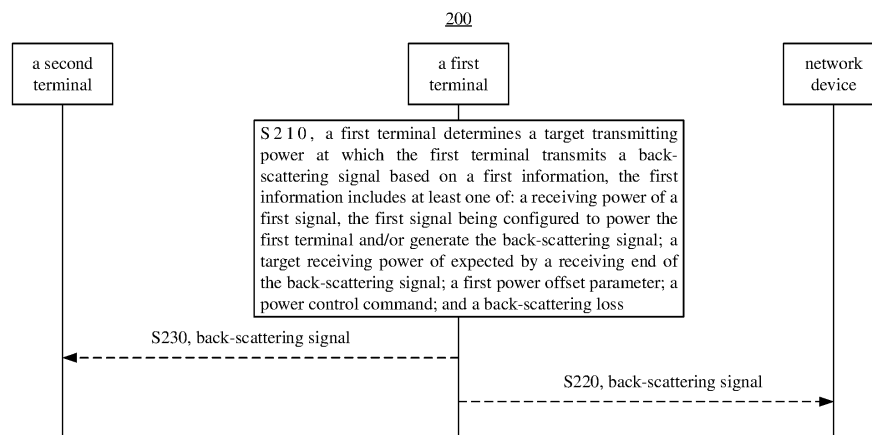 200
a second
terminal
a first
terminal
network
device
S210, a first terminal determines a target transmitting
power at which the first terminal transmits a back-
scattering signal based on a first information, the first
information includes at least one of: a receiving power of a
first signal, the first signal being configured to power the
first terminal and/or generate the back-scattering signal; a
target receiving power of expected by a receiving end of
the back-scattering signal; a first power offset parameter; a
power control command; and a back-scattering loss
S230, back-scattering signal
S220, back-scattering signal